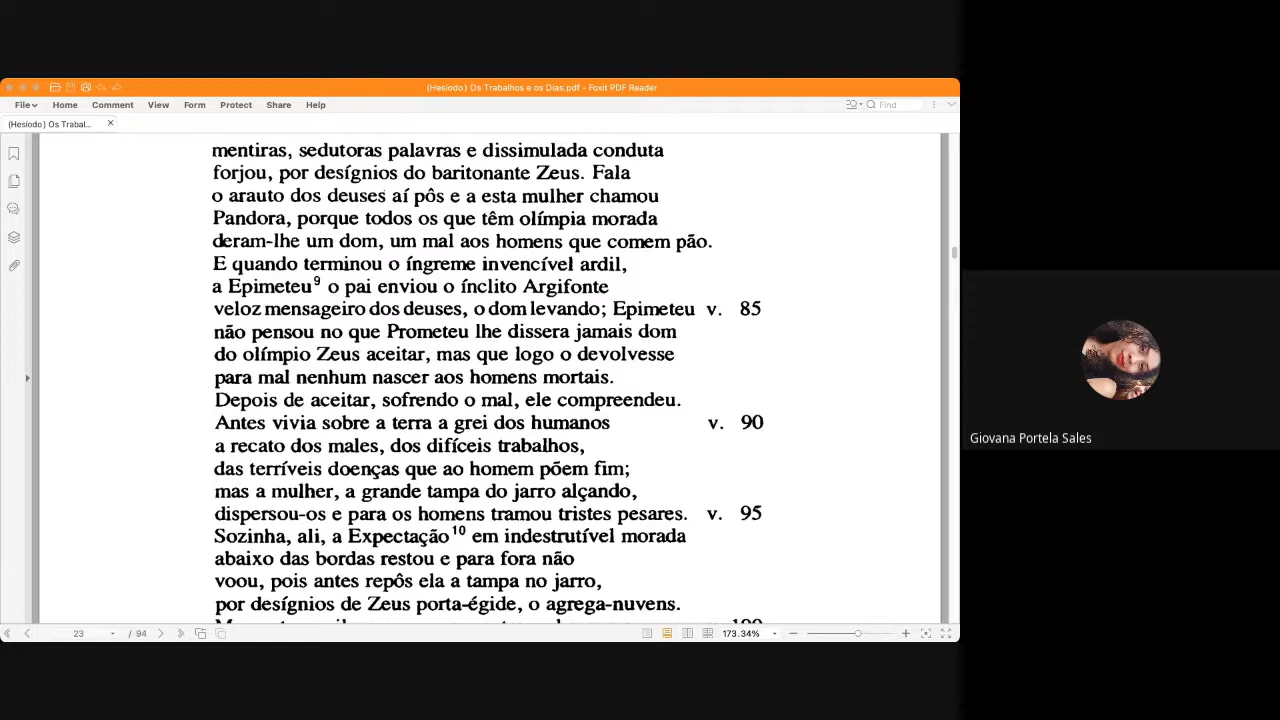 (Hesíodo) Os Trabalhos e os Dias.pdf - Foxit PDF Reader
File Home Comment View Form Protect Share Help Find
(Hesíodo) Os Trabal...
mentiras, sedutoras palavras e dissimulada conduta
forjou, por desígnios do baritonante Zeus. Fala
o arauto dos deuses aí pôs e a esta mulher chamou
Pandora, porque todos os que têm olímpia morada
deram-lhe um dom, um mal aos homens que comem pão.
E quando terminou o íngreme invencível ardil,
a Epimeteu9 o pai enviou o ínclito Argifonte
veloz mensageiro dos deuses, o dom levando; Epimeteu v. 85
não pensou no que Prometeu lhe dissera jamais dom
do olímpio Zeus aceitar, mas que logo o devolvesse
para mal nenhum nascer aos homens mortais.
Depois de aceitar, sofrendo o mal, ele compreendeu.
Antes vivia sobre a terra a grei dos humanos v. 90
a recato dos males, dos difíceis trabalhos,
das terríveis doenças que ao homem põem fim;
mas a mulher, a grande tampa do jarro alçando,
dispersou-os e para os homens tramou tristes pesares. v. 95
Sozinha, ali, a Expectação10 em indestrutível morada
abaixo das bordas restou e para fora não
voou, pois antes repôs ela a tampa no jarro,
por desígnios de Zeus porta-égide, o agrega-nuvens.
23 / 94 173.34%
Giovana Portela Sales